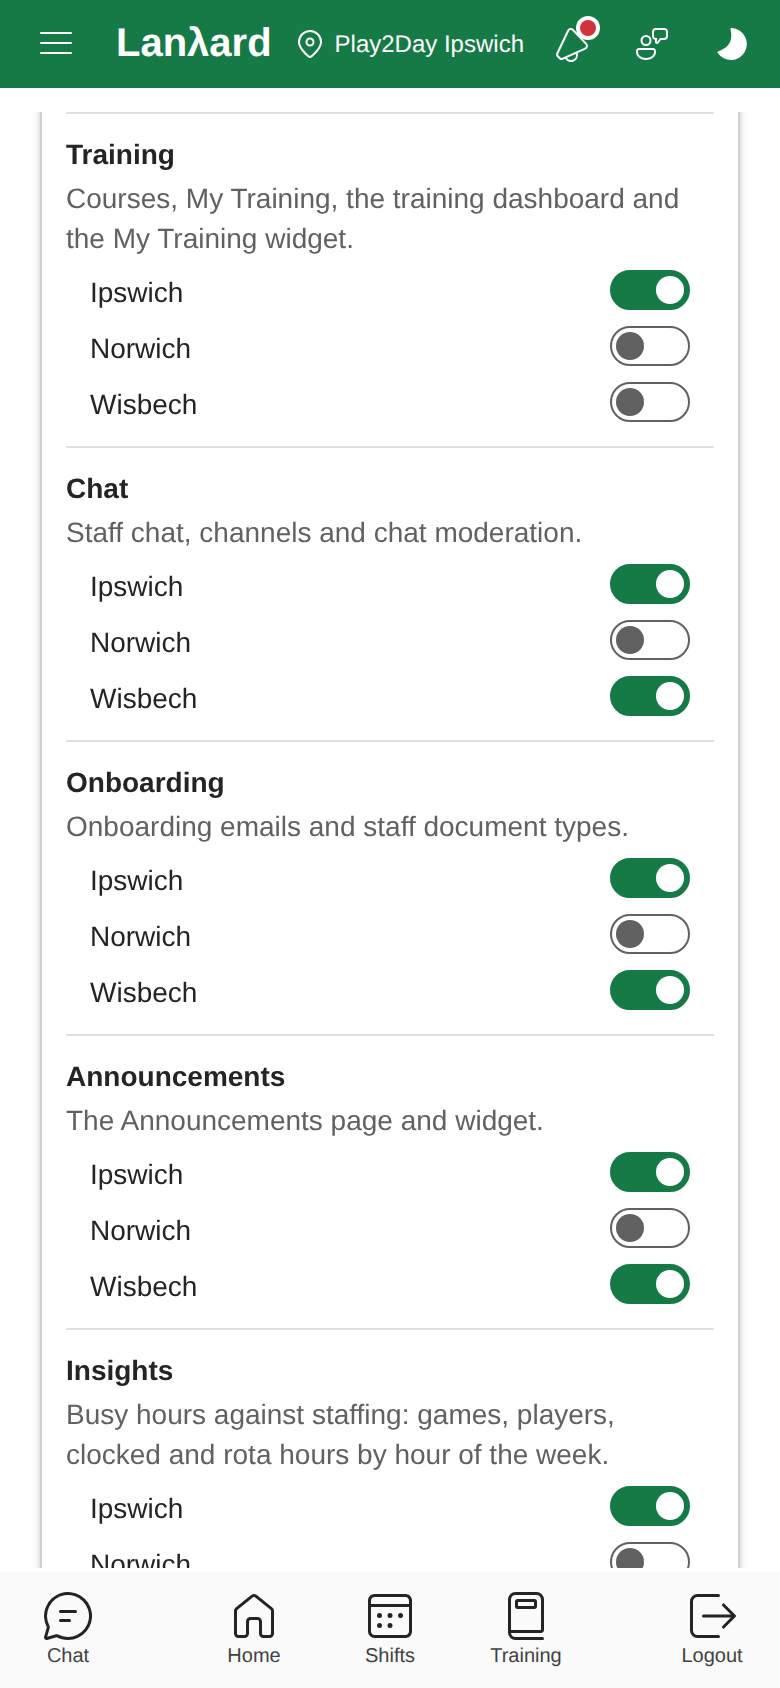 Lanλard
Play2Day Ipswich
Training
Courses, My Training, the training dashboard and
the My Training widget.
Ipswich
Norwich
Wisbech
Chat
Staff chat, channels and chat moderation.
Ipswich
Norwich
Wisbech
Onboarding
Onboarding emails and staff document types.
Ipswich
Norwich
Wisbech
Announcements
The Announcements page and widget.
Ipswich
Norwich
Wisbech
Insights
Busy hours against staffing: games, players,
clocked and rota hours by hour of the week.
Ipswich
Norwich
Chat
Home
Shifts
Training
Logout